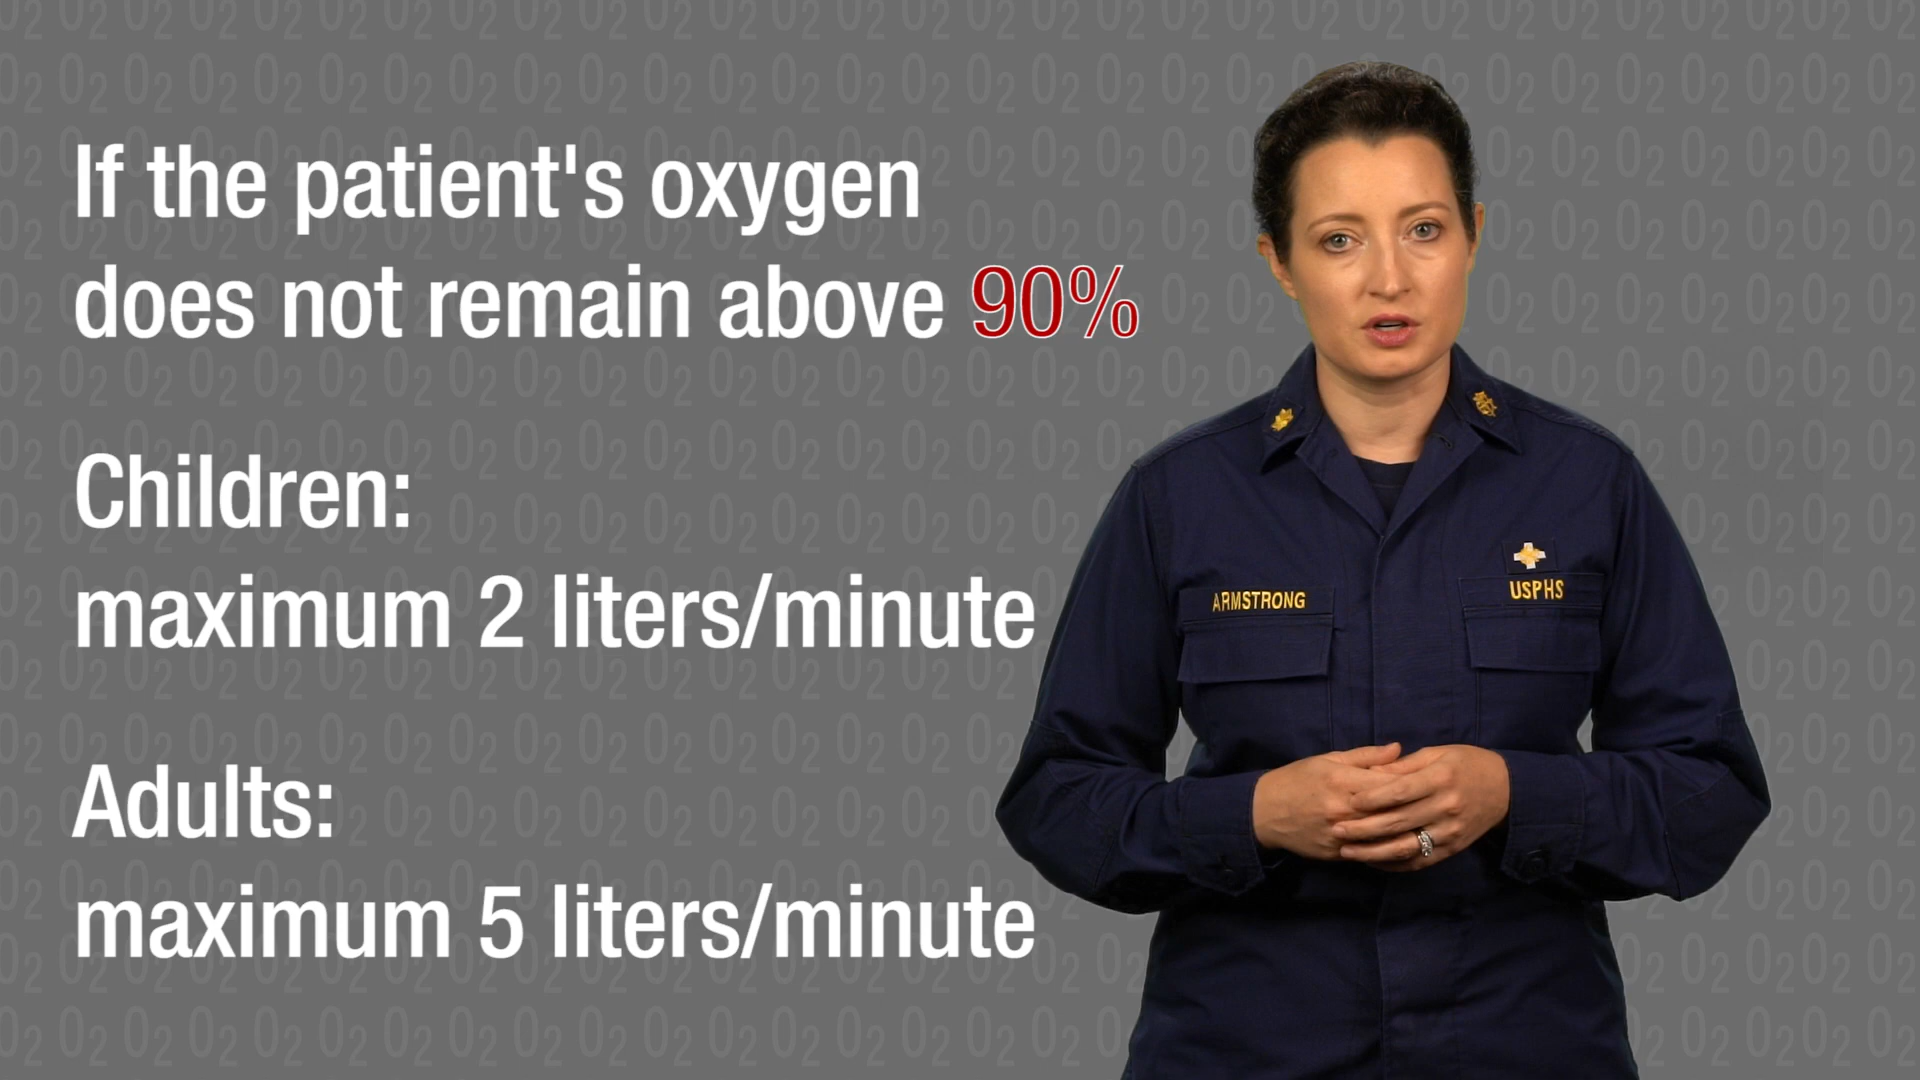 If the patient's oxygen
does not remain above 90%
Children:
maximum 2 liters/minute
Adults:
maximum 5 liters/minute
ARMSTRONG
USPHS